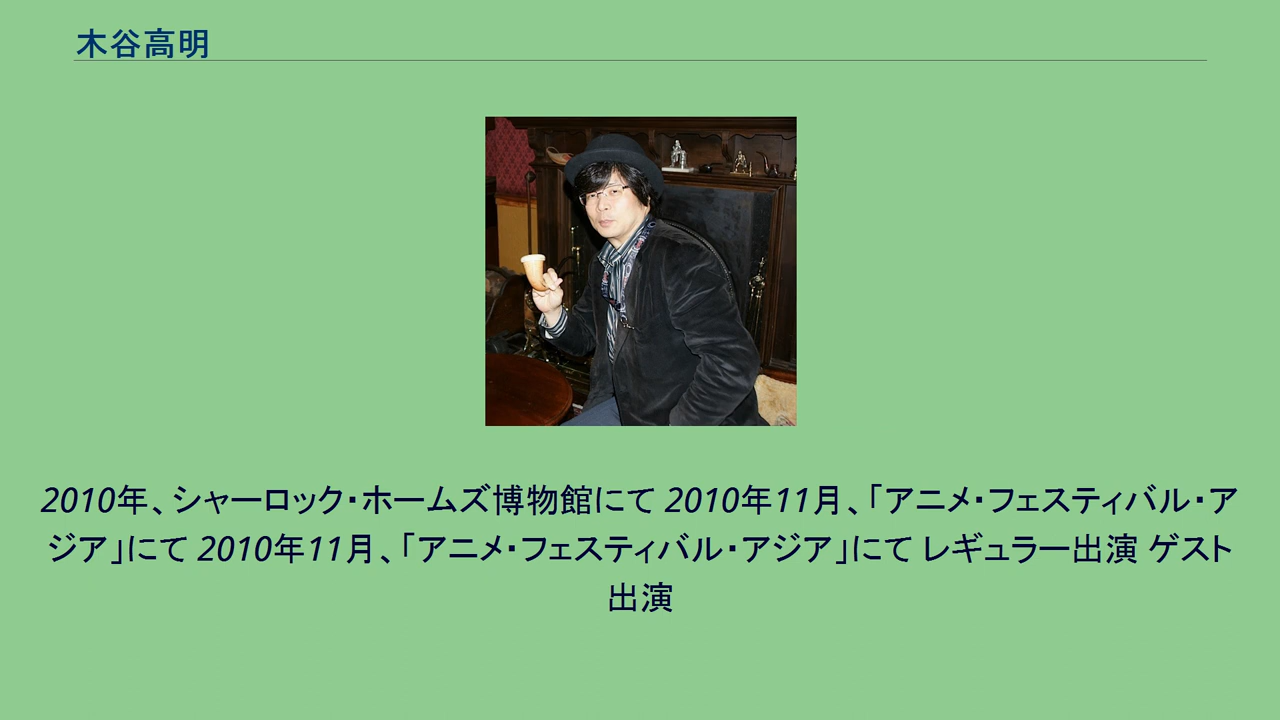 木谷高明
2010年、シャーロック・ホームズ博物館にて 2010年11月、「アニメ・フェスティバル・ア
ジア」にて 2010年11月、「アニメ・フェスティバル・アジア」にて レギュラー出演 ゲスト
出演